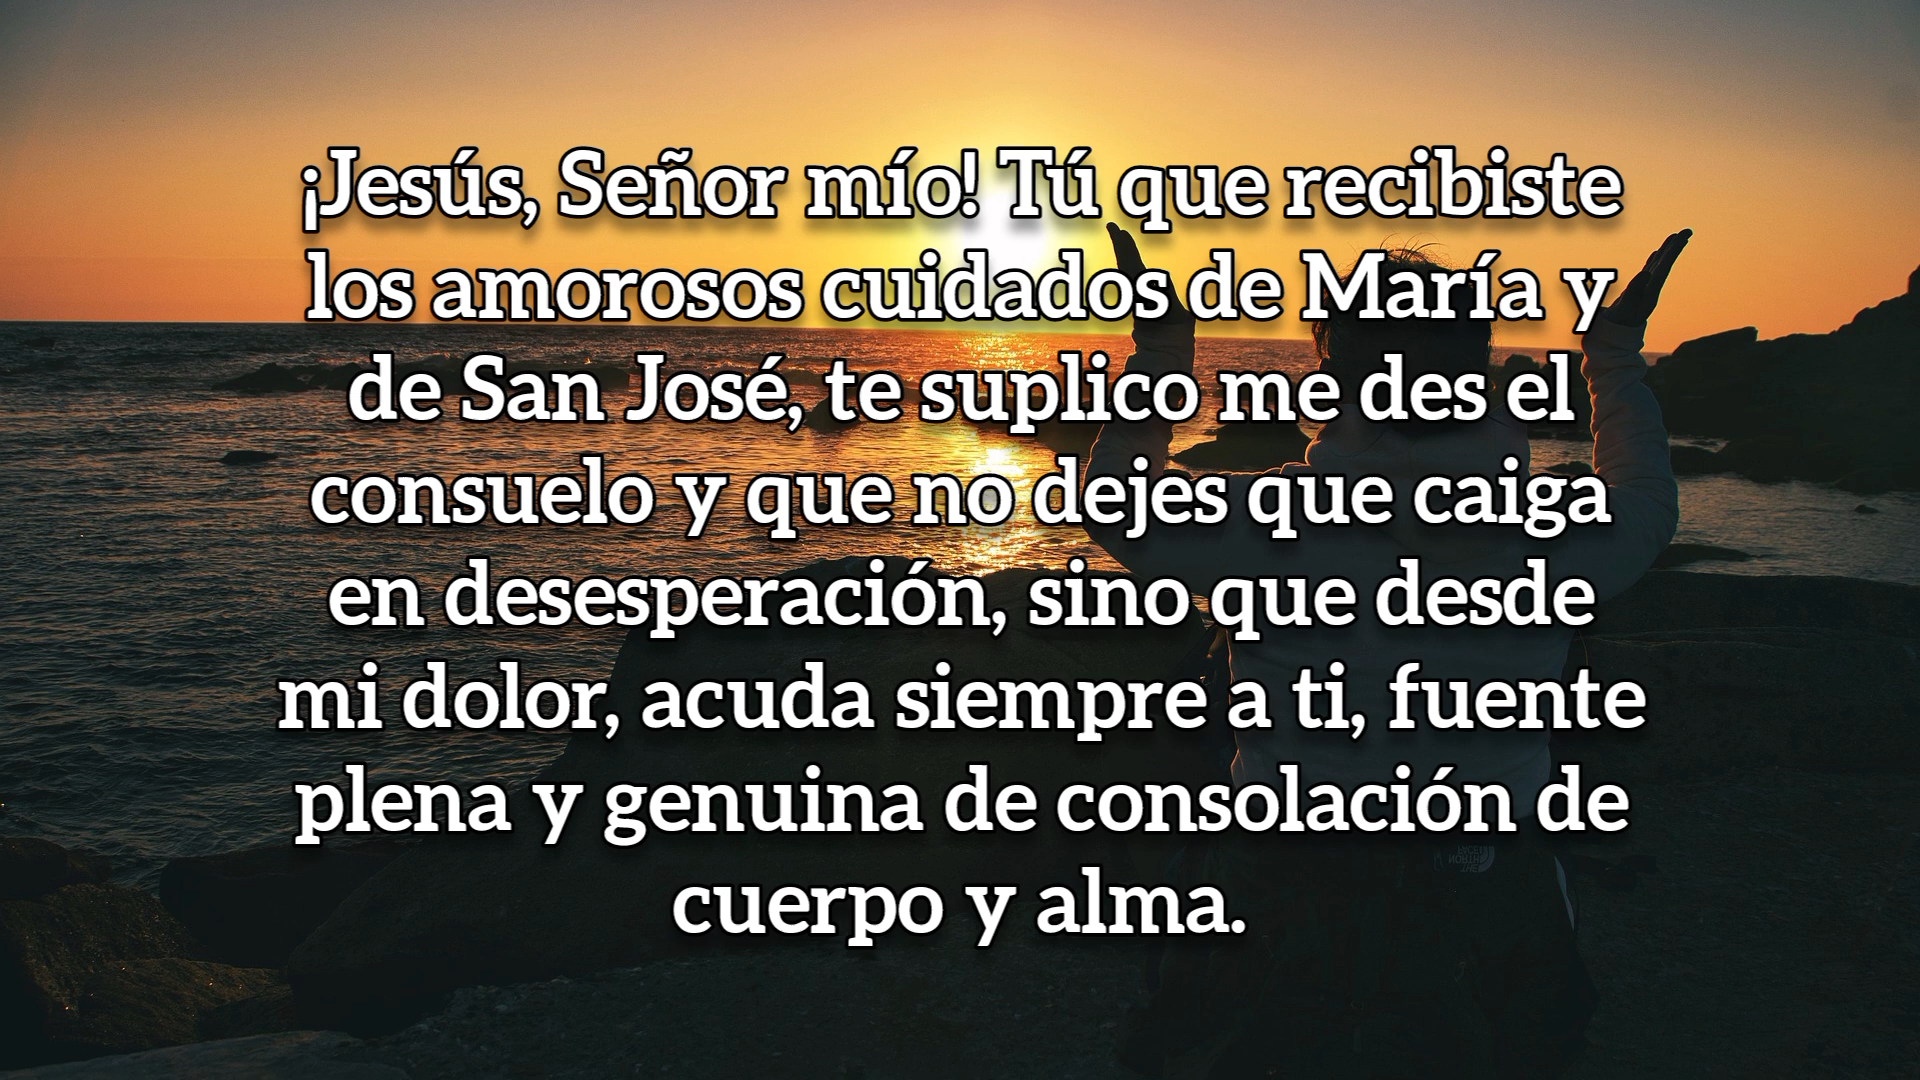 ¡Jesús, Señor mío! Tú que recibiste
los amorosos cuidados de María y
de San José, te suplico me des el
consuelo y que no dejes que caiga
en desesperación, sino que desde
mi dolor, acuda siempre a ti, fuente
plena y genuina de consolación de
cuerpo y alma.